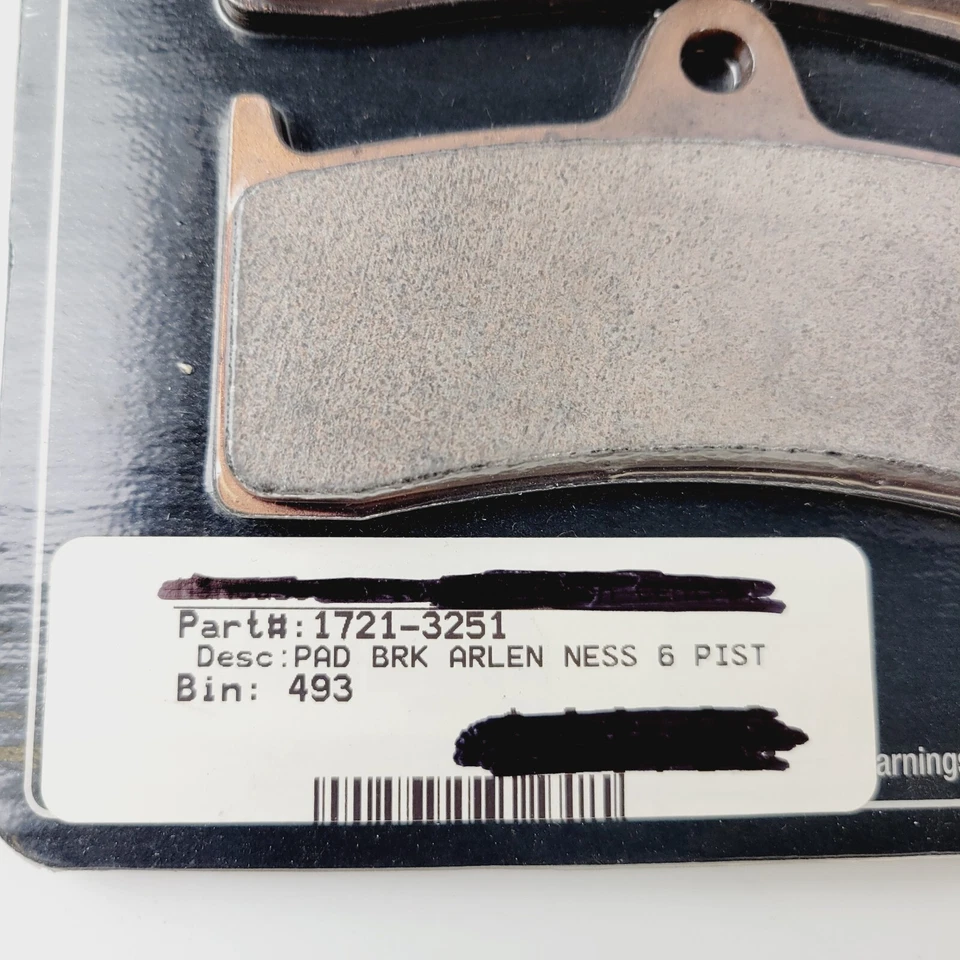 Part#:1721-3251
Desc:PAD BRK ARLEN NESS 6 PIST
Bin: 493
arnings